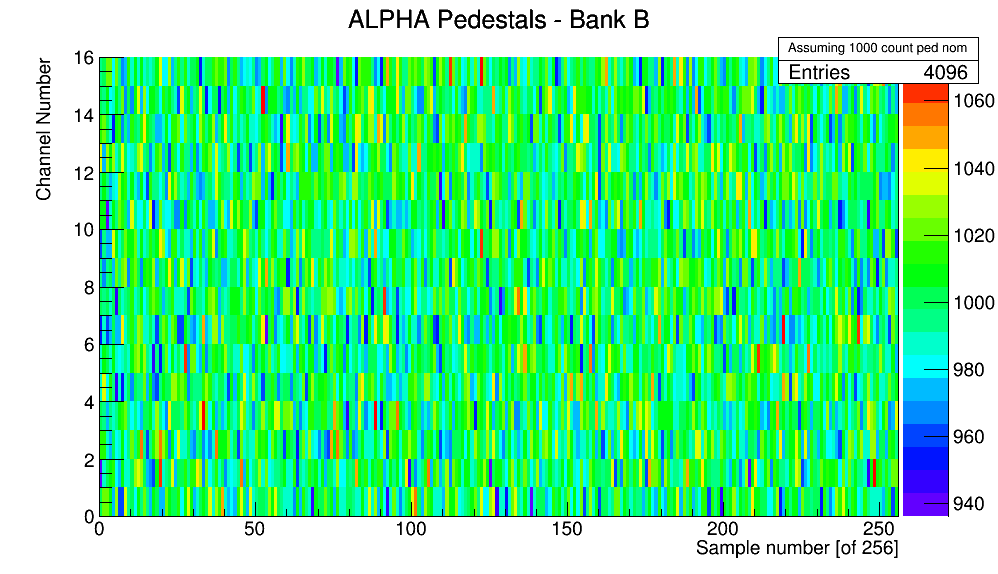 ALPHA Pedestals - Bank B
Assuming 1000 count ped nom
Entries 4096
Channel Number
16
14
12
10
8
6
4
2
0
0 50 100 150 200 250
Sample number [of 256]
1060
1040
1020
1000
980
960
940